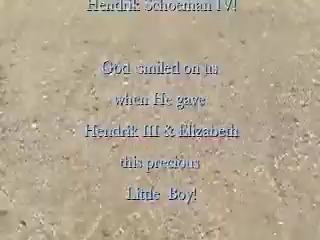 Hendrik Schoeman IV!
God smiled on us
when He gave
Hendrik III & Elizabeth
this precious
Little Boy!